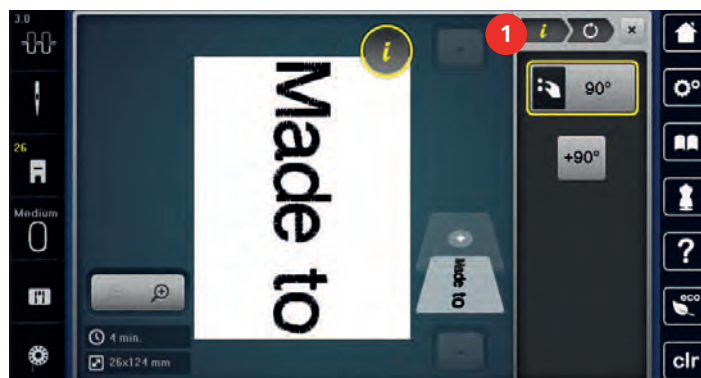 3.0
26
Medium
Made to
i
4 min.
26x124 mm
Made to
1
i
90°
+90°
?
eco
clr